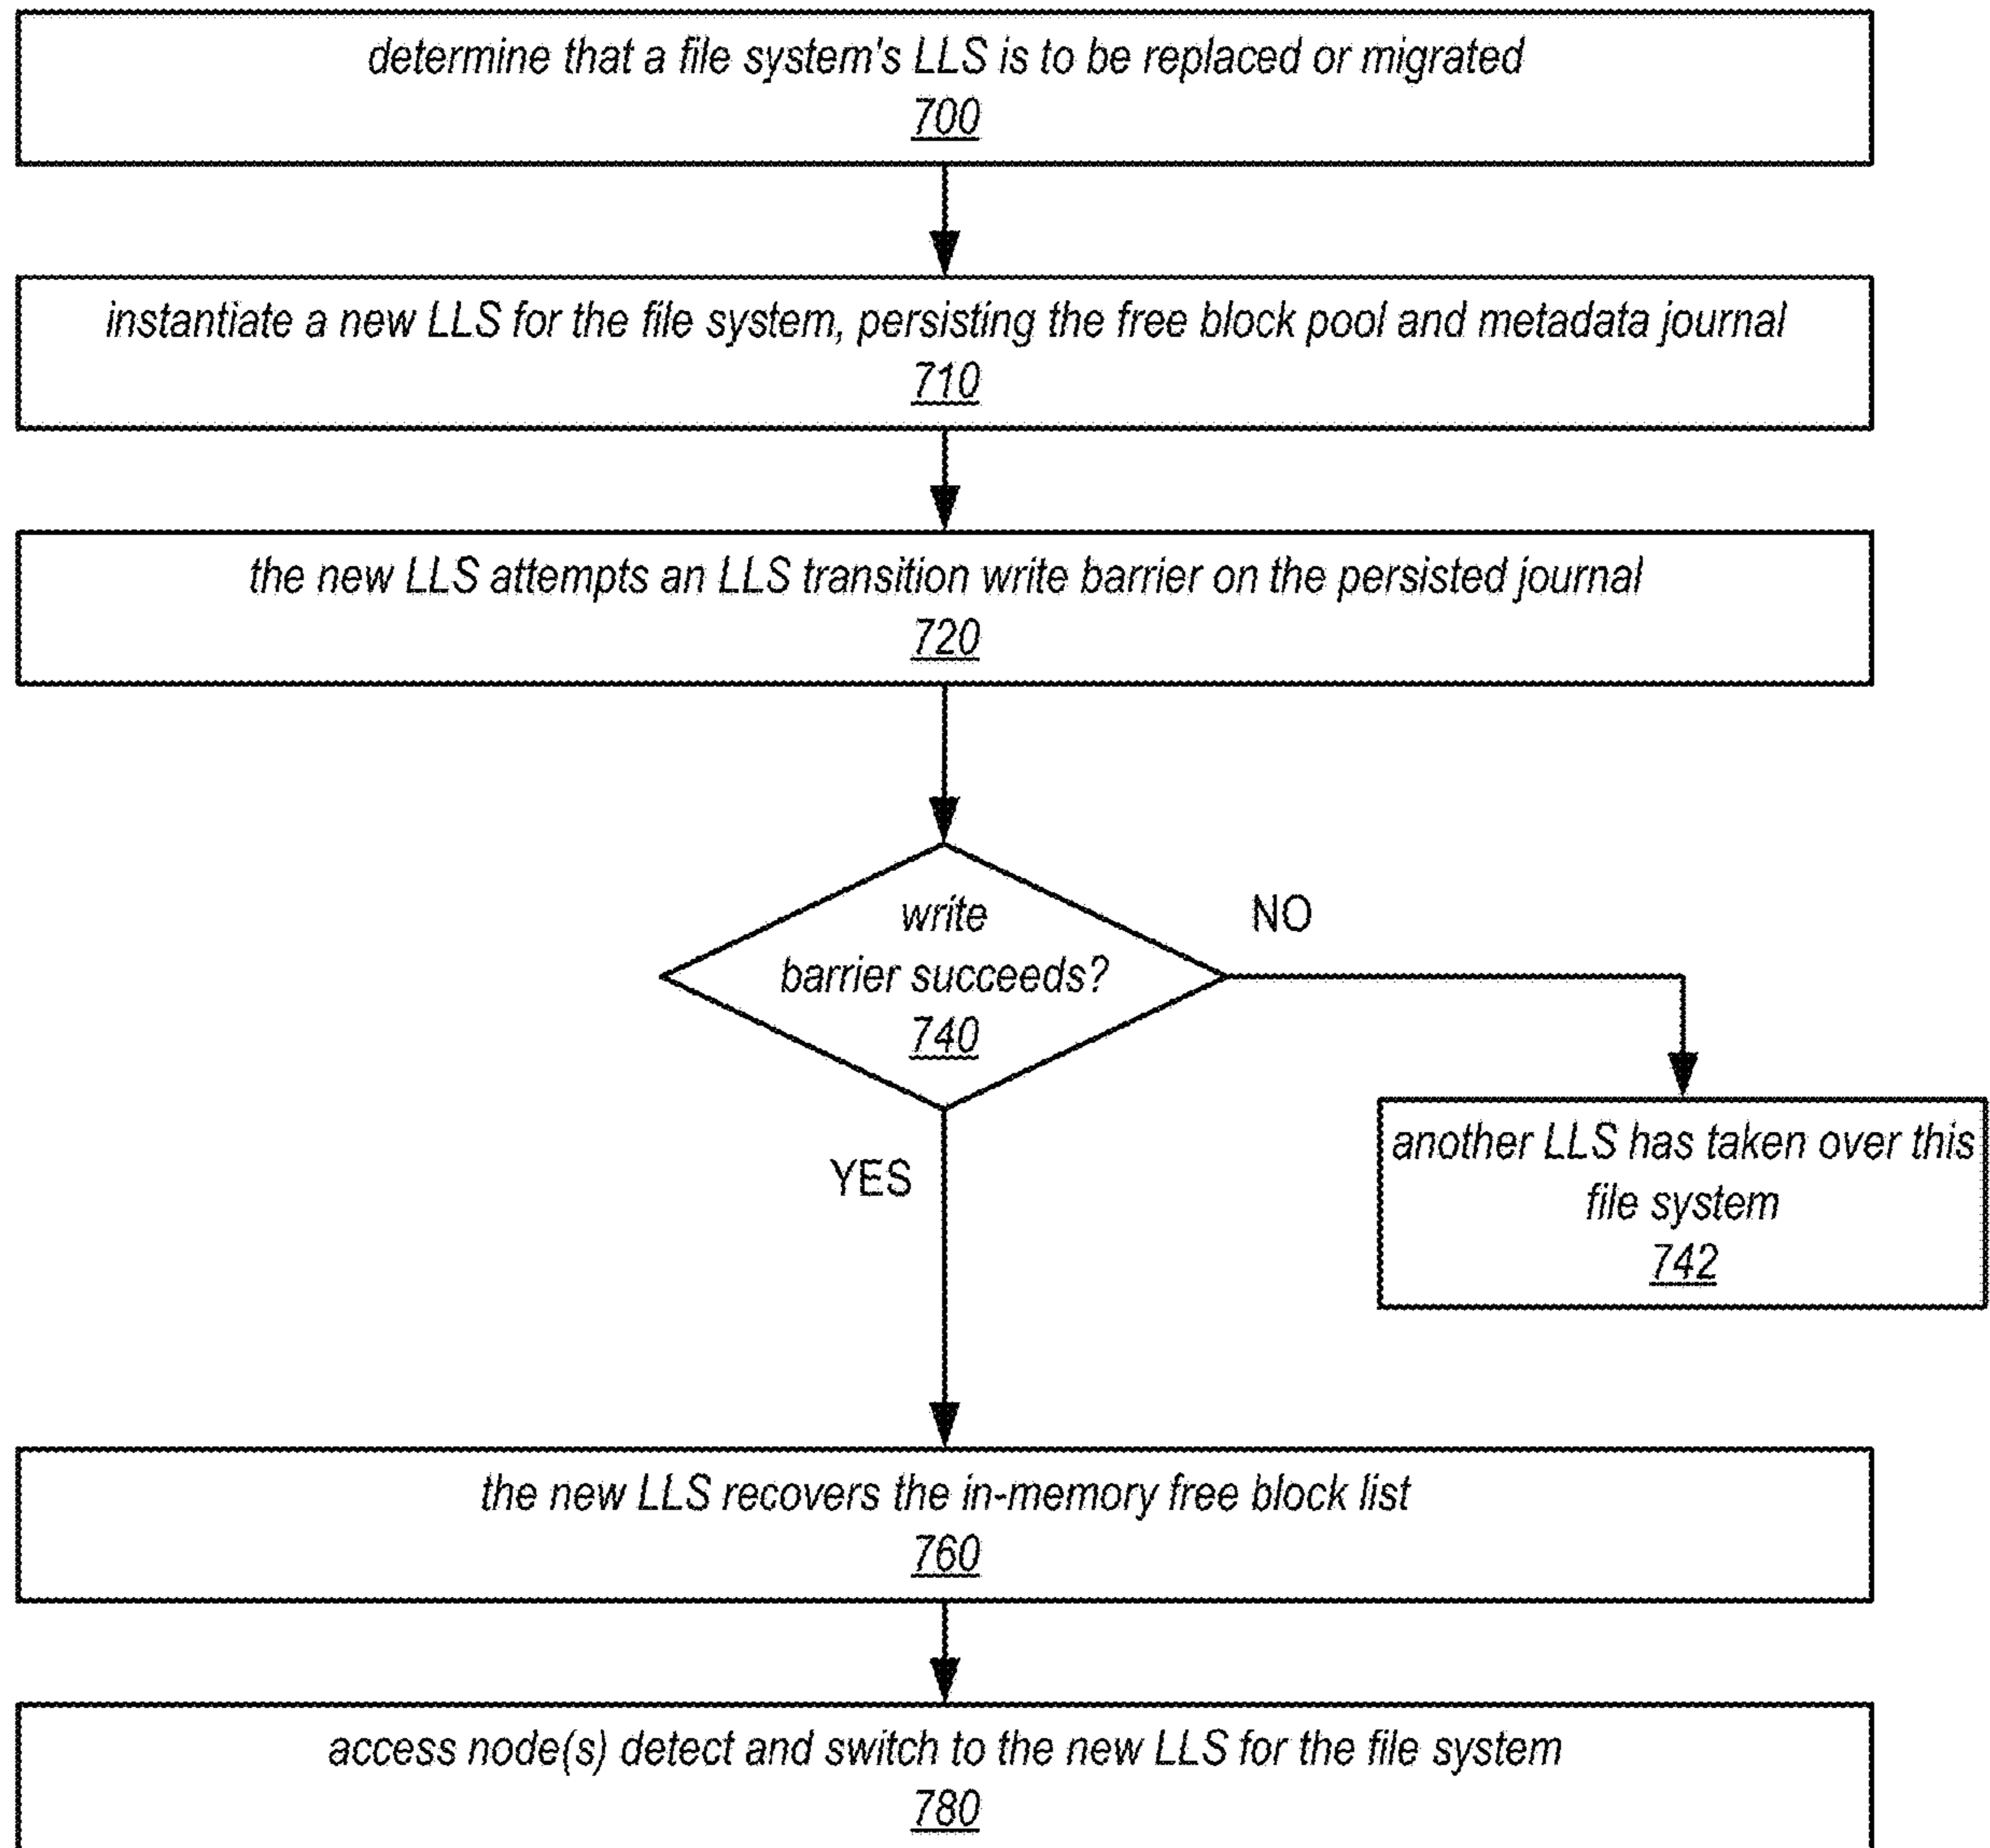 determine that a file system's LLS is to be replaced or migrated
700
instantiate a new LLS for the file system, persisting the free block pool and metadata journal
710
the new LLS attempts an LLS transition write barrier on the persisted journal
720
write
barrier succeeds?
740
NO
another LLS has taken over this
file system
742
YES
the new LLS recovers the in-memory free block list
760
access node(s) detect and switch to the new LLS for the file system
780